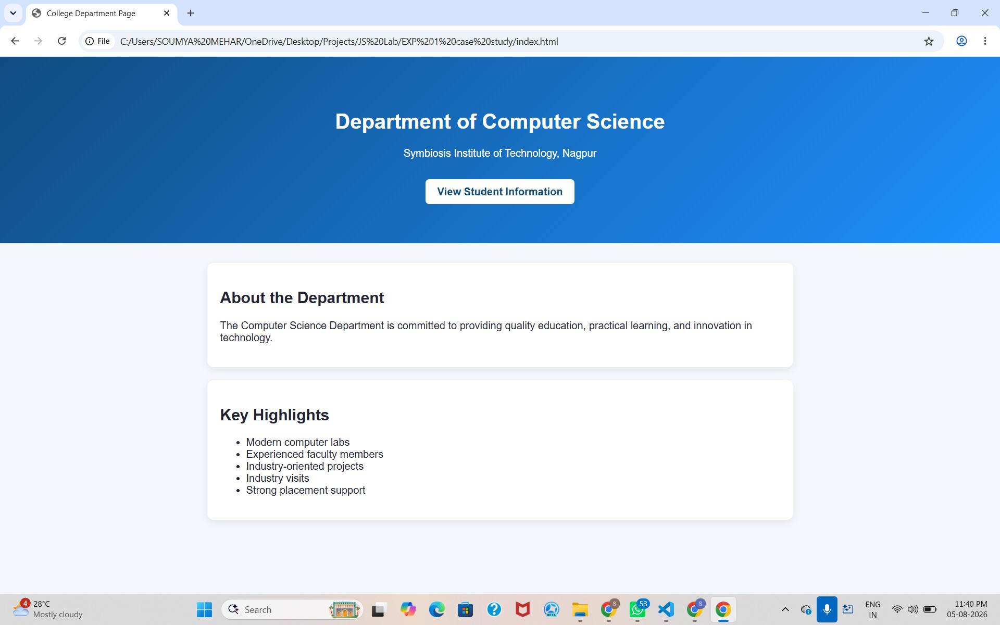 College Department Page
File
C:/Users/SOUMYA%20MEHAR/OneDrive/Desktop/Projects/JS%20Lab/EXP%201%20case%20study/index.html
Department of Computer Science
Symbiosis Institute of Technology, Nagpur
View Student Information
About the Department
The Computer Science Department is committed to providing quality education, practical learning, and innovation in
technology.
Key Highlights
• Modern computer labs
• Experienced faculty members
• Industry-oriented projects
• Industry visits
• Strong placement support
4
28°C
Mostly cloudy
Search
BETA
S
53
S
ENG
IN
11:40 PM
05-08-2026